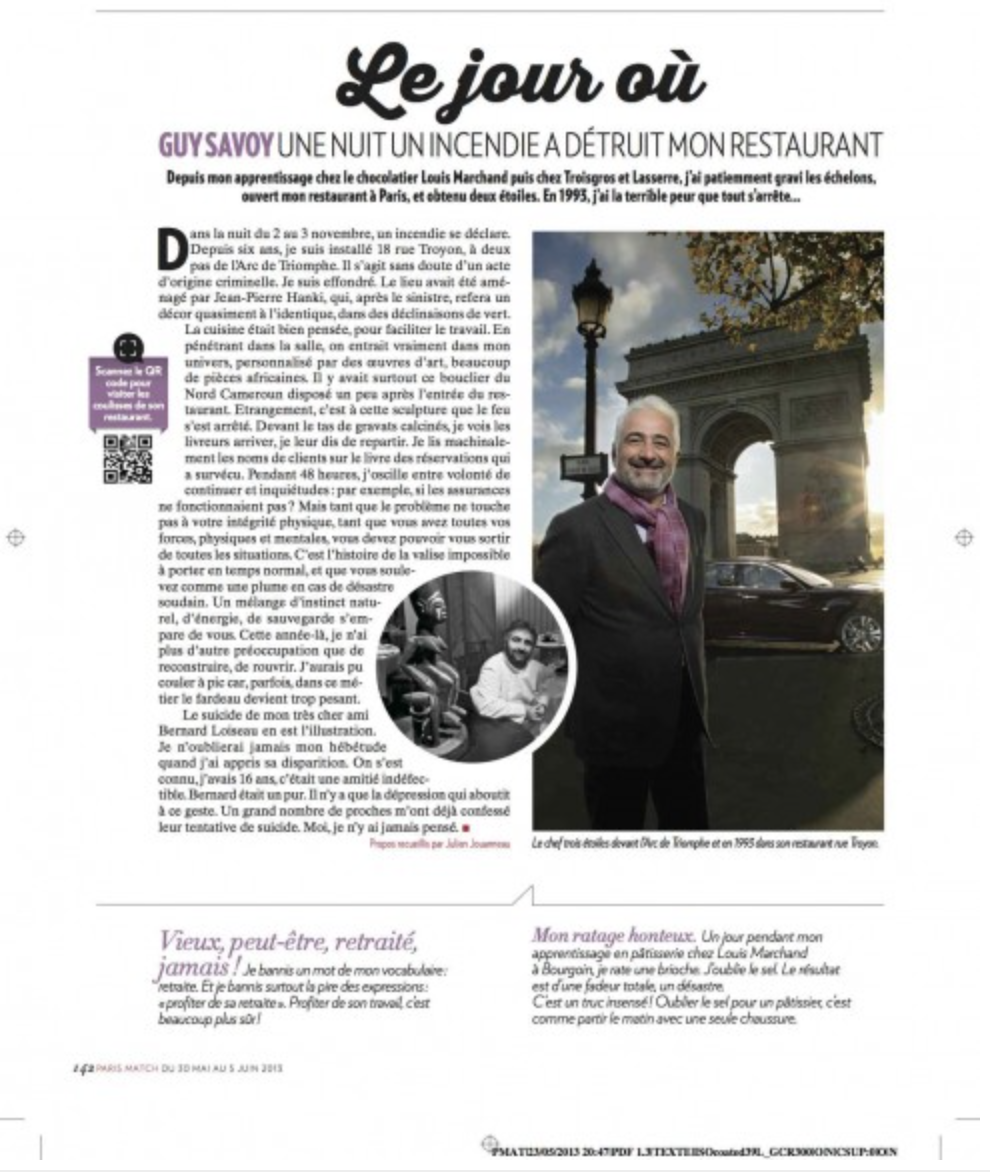 Le jour où
GUY SAVOY UNE NUIT UN INCENDIE A DÉTRUIT MON RESTAURANT
Depuis mon apprentissage chez le chocolatier Louis Marchand puis chez Troisgros et Lasserre, j'ai patiemment gravi les échelons,
ouvert mon restaurant à Paris, et obtenu deux étoiles. En 1993, j'ai la terrible peur que tout s'arrête...
Dans la nuit du 2 au 3 novembre, un incendie se déclare.
Depuis six ans, je suis installé 18 rue Troyon, à deux
pas de l'Arc de Triomphe. Il s'agit sans doute d'un acte
d'origine criminelle. Je suis effondré. Le lieu avait été amé-
nagé par Jean-Pierre Hanki, qui, après le sinistre, refera un
décor quasiment à l'identique, dans des déclinaisons de vert.
La cuisine était bien pensée, pour faciliter le travail. En
pénétrant dans la salle, on entrait vraiment dans mon
univers, personnalisé par des œuvres d'art, beaucoup
de pièces africaines. Il y avait surtout ce bouclier du
Nord Cameroun disposé un peu après l'entrée du res-
taurant. Etrangement, c'est à cette sculpture que le feu
s'est arrêté. Devant le tas de gravats calcinés, je vois les
livreurs arriver, je leur dis de repartir. Je lis machinale-
ment les noms de clients sur le livre des réservations qui
a survécu. Pendant 48 heures, j'oscille entre volonté de
continuer et inquiétudes : par exemple, si les assurances
ne fonctionnaient pas ? Mais tant que le problème ne touche
pas à votre intégrité physique, tant que vous avez toutes vos
forces, physiques et mentales, vous devez pouvoir vous sortir
de toutes les situations. C'est l'histoire de la valise impossible
à porter en temps normal, et que vous soule-
vez comme une plume en cas de désastre
soudain. Un mélange d'instinct natu-
rel, d'énergie, de sauvegarde s'em-
pare de vous. Cette année-là, je n'ai
plus d'autre préoccupation que de
reconstruire, de rouvrir. J'aurais pu
couler à pic car, parfois, dans ce mé-
tier le fardeau devient trop pesant.
Le suicide de mon très cher ami
Bernard Loiseau en est l'illustration.
Je n'oublierai jamais mon hébétude
quand j'ai appris sa disparition. On s'est
connu, j'avais 16 ans, c'était une amitié indéfec-
tible. Bernard était un pur. Il n'y a que la dépression qui aboutit
à ce geste. Un grand nombre de proches m'ont déjà confessé
leur tentative de suicide. Moi, je n'y ai jamais pensé.
Propos recueillis par Julien Jouanneau
Scannez le QR
code pour
visiter les
coulisses de son
restaurant.
Le chef trois étoiles devant l'Arc de Triomphe et en 1993 dans son restaurant rue Troyon.
Vieux, peut-être, retraité,
jamais ! Je bannis un mot de mon vocabulaire :
retraite. Et je bannis surtout la pire des expressions :
« profiter de sa retraite ». Profiter de son travail, c'est
beaucoup plus sûr !
Mon ratage honteux. Un jour pendant mon
apprentissage en pâtisserie chez Louis Marchand
à Bourgoin, je rate une brioche. J'oublie le sel. Le résultat
est d'une fadeur totale, un désastre.
C'est un truc insensé ! Oublier le sel pour un pâtissier, c'est
comme partir le matin avec une seule chaussure.
142 PARIS MATCH DU 30 MAI AU 5 JUIN 2013
PMAT|23/05/2013 20:47|PDF